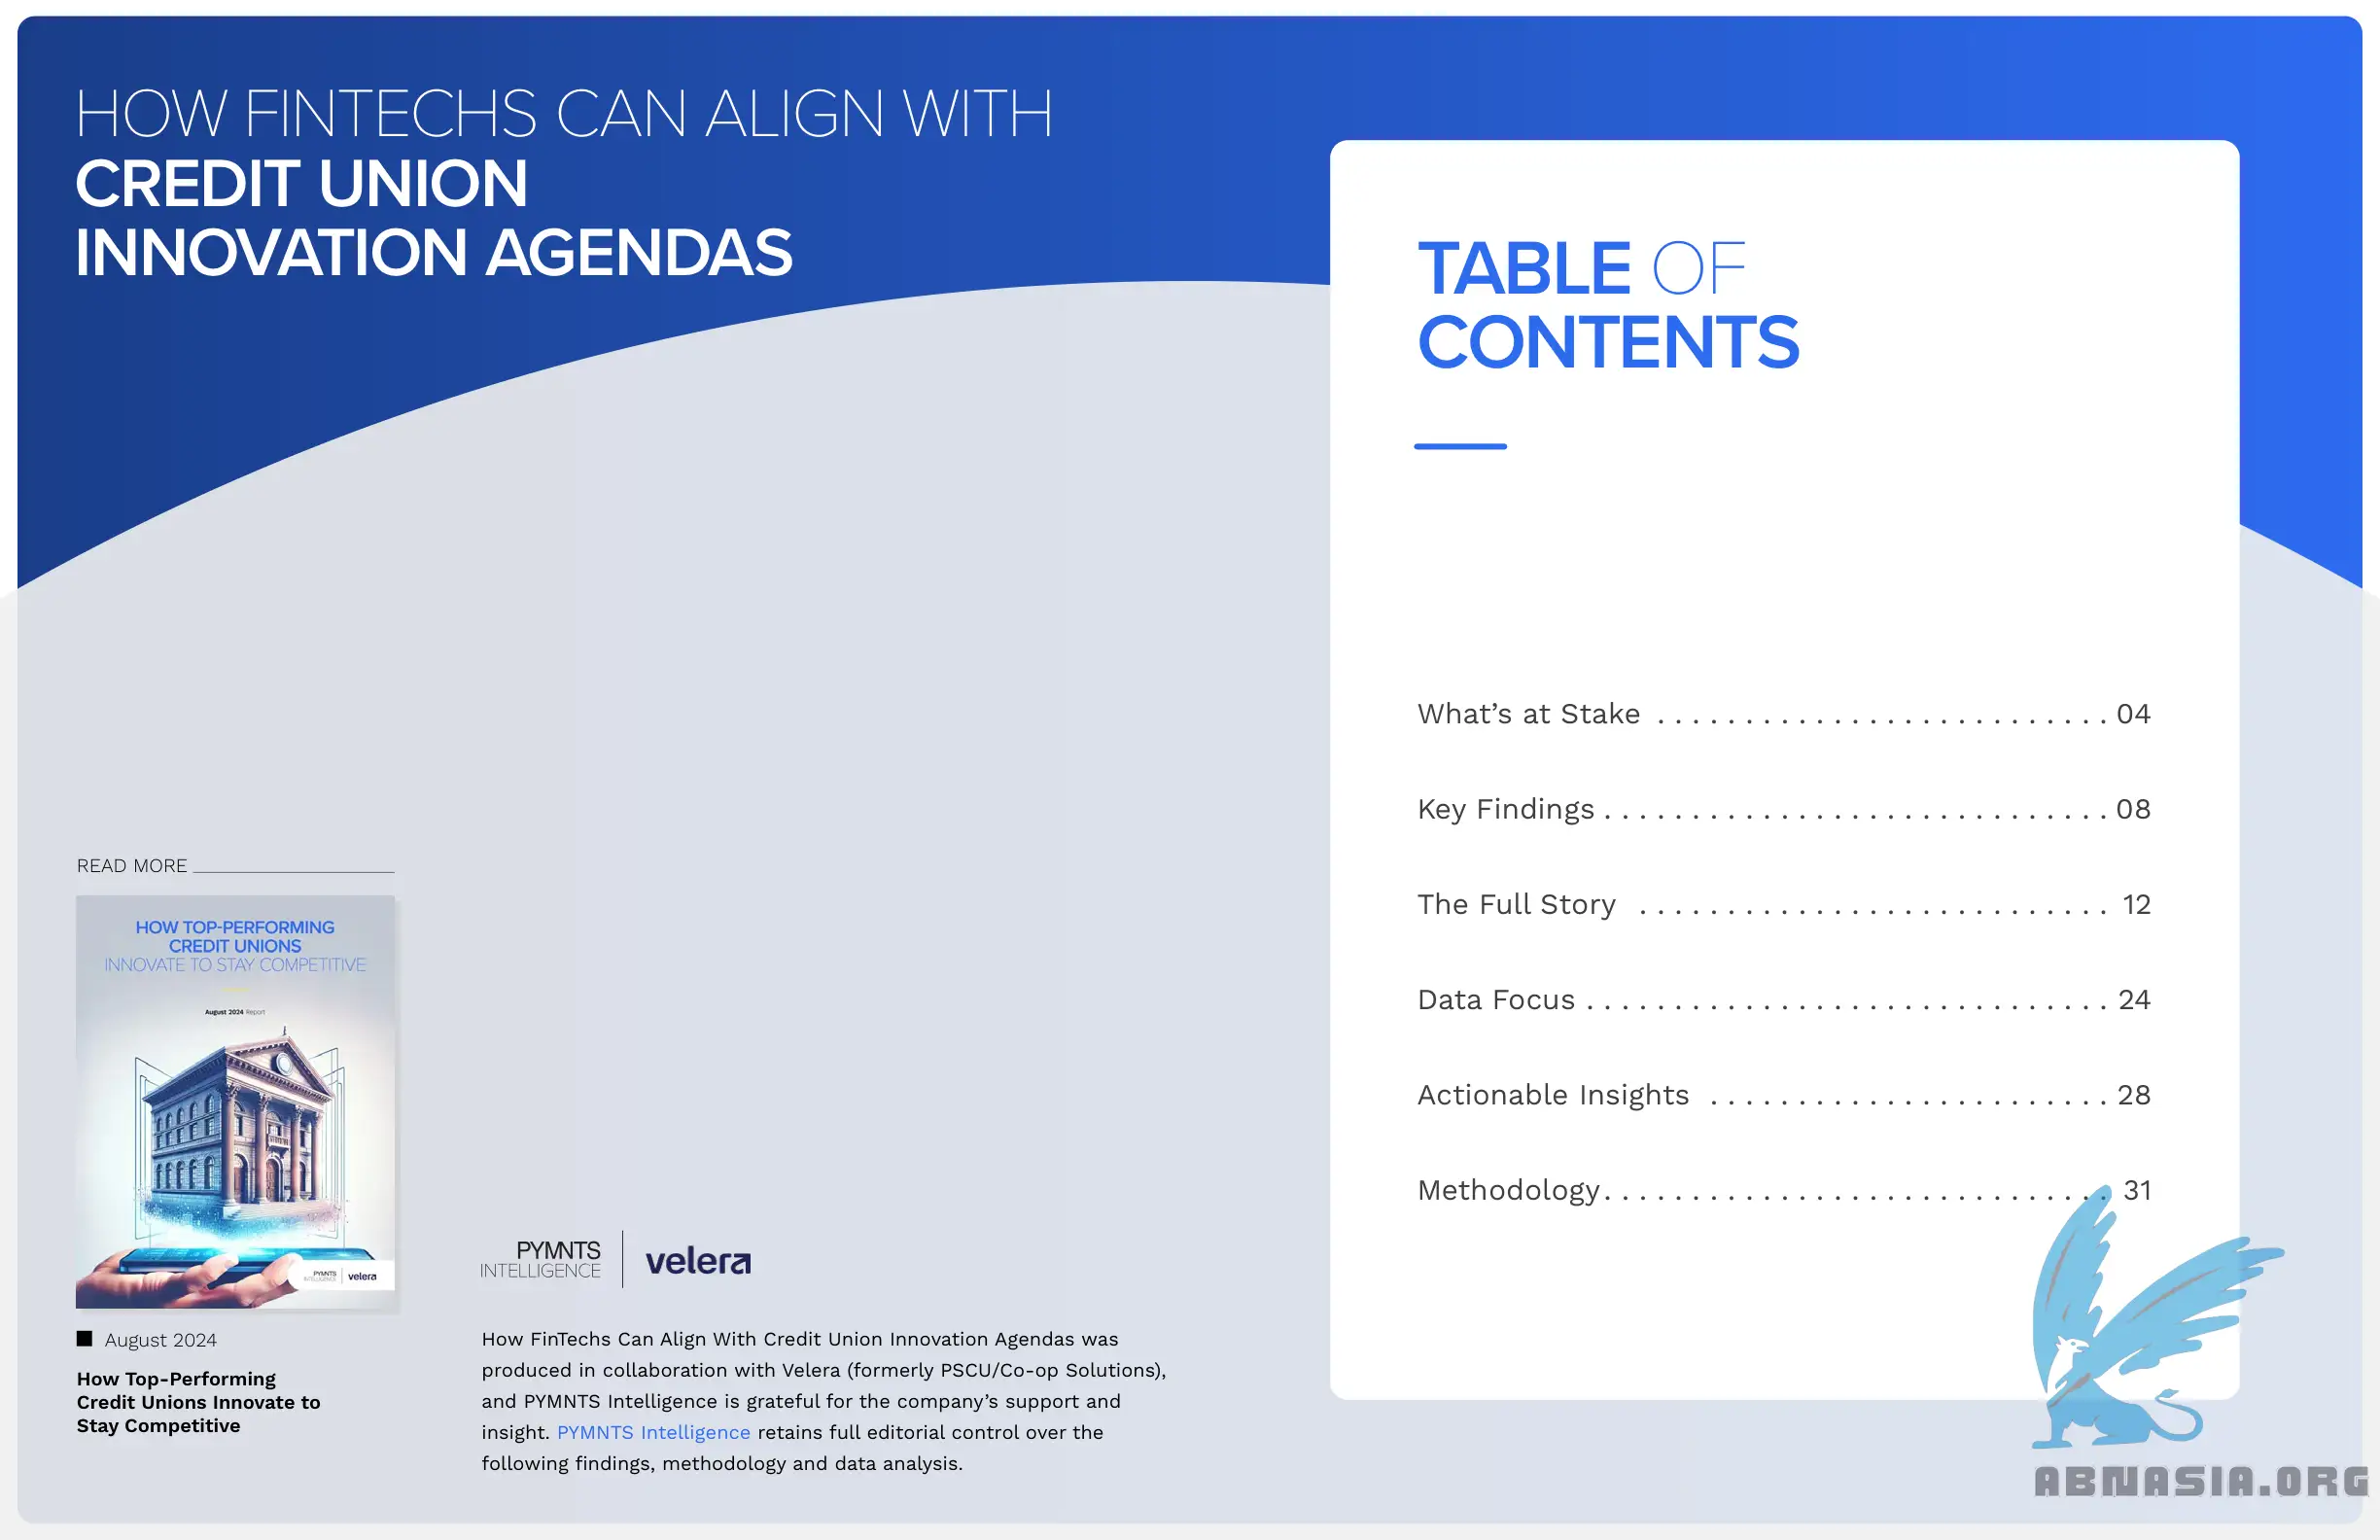 HOW FINTECHS CAN ALIGN WITH
CREDIT UNION
INNOVATION AGENDAS
READ MORE
HOW TOP-PERFORMING
CREDIT UNIONS
INNOVATE TO STAY COMPETITIVE
August 2024 Report
PYMNTS
INTELLIGENCE
velera
August 2024
How Top-Performing
Credit Unions Innovate to
Stay Competitive
PYMNTS
INTELLIGENCE
velera
How FinTechs Can Align With Credit Union Innovation Agendas was
produced in collaboration with Velera (formerly PSCU/Co-op Solutions),
and PYMNTS Intelligence is grateful for the company’s support and
insight. PYMNTS Intelligence retains full editorial control over the
following findings, methodology and data analysis.
TABLE OF
CONTENTS
What’s at Stake . . . . . . . . . . . . . . . . . . . . . . . . . . 04
Key Findings . . . . . . . . . . . . . . . . . . . . . . . . . . . . . 08
The Full Story . . . . . . . . . . . . . . . . . . . . . . . . . . . 12
Data Focus . . . . . . . . . . . . . . . . . . . . . . . . . . . . . . 24
Actionable Insights . . . . . . . . . . . . . . . . . . . . . . . 28
Methodology . . . . . . . . . . . . . . . . . . . . . . . . . . . . . 31
ABNASIA.ORG